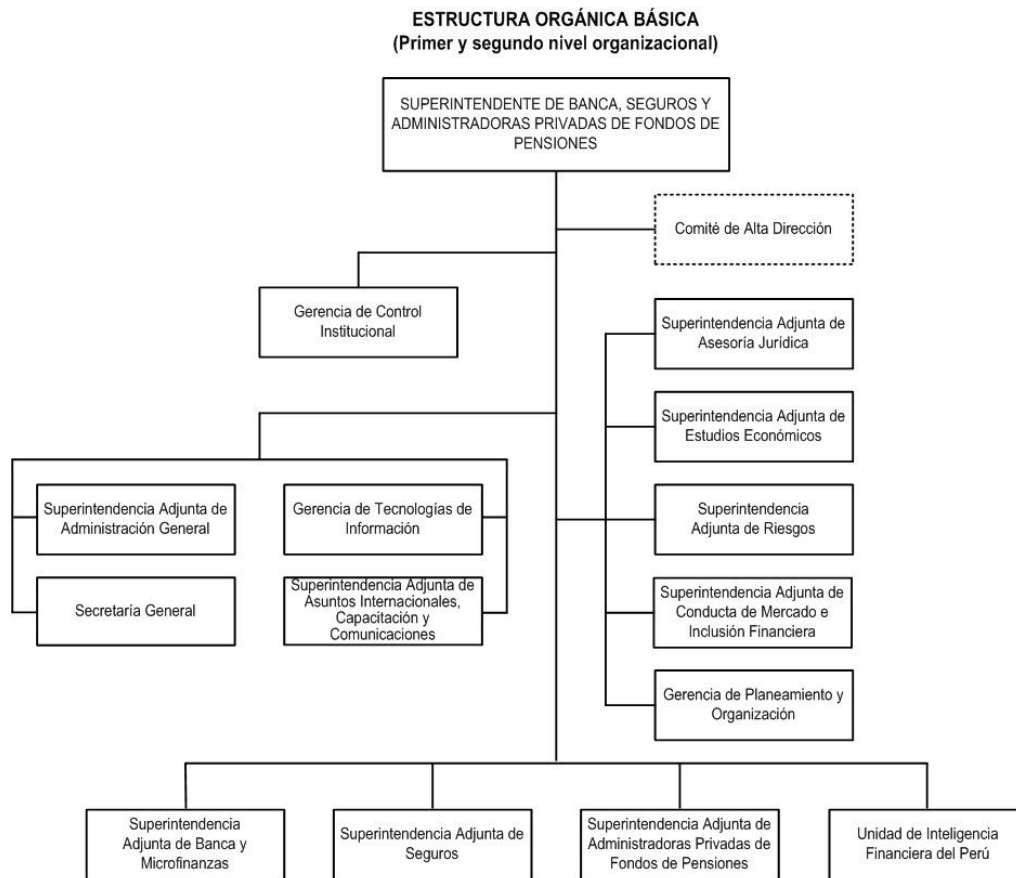 ESTRUCTURA ORGÁNICA BÁSICA
(Primer y segundo nivel organizacional)
SUPERINTENDENTE DE BANCA, SEGUROS Y
ADMINISTRADORAS PRIVADAS DE FONDOS DE
PENSIONES
Comité de Alta Dirección
Gerencia de Control
Institucional
Superintendencia Adjunta de
Asesoría Jurídica
Superintendencia Adjunta de
Estudios Económicos
Superintendencia Adjunta de
Administración General
Gerencia de Tecnologías de
Información
Superintendencia
Adjunta de Riesgos
Secretaría General
Superintendencia Adjunta de
Asuntos Internacionales,
Capacitación y
Comunicaciones
Superintendencia Adjunta de
Conducta de Mercado e
Inclusión Financiera
Gerencia de Planeamiento y
Organización
Superintendencia
Adjunta de Banca y
Microfinanzas
Superintendencia Adjunta de
Seguros
Superintendencia Adjunta de
Administradoras Privadas de
Fondos de Pensiones
Unidad de Inteligencia
Financiera del Perú